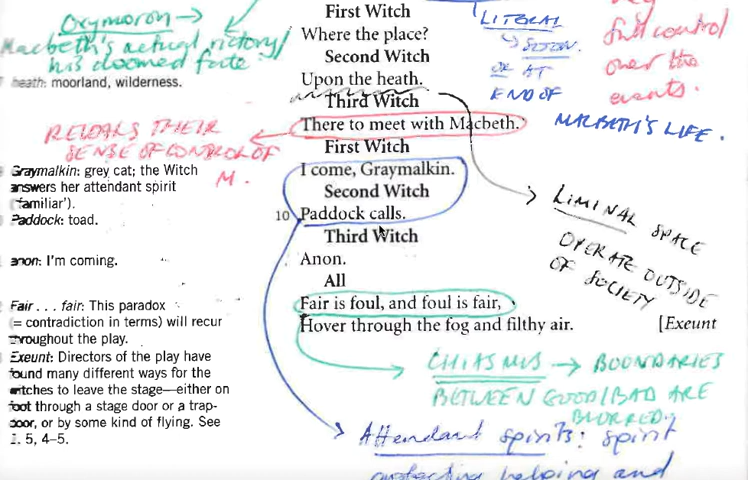 Oxymoron →
Macbeth's actual victory/
his doomed fate
heath: moorland, wilderness.
REVEALS THEIR
SENSE OF CONTROL OF
M.
Graymalkin: grey cat; the Witch
answers her attendant spirit
('familiar').
Paddock: toad.
anon: I'm coming.
Fair . . . fair: This paradox
(= contradiction in terms) will recur
throughout the play.
Exeunt: Directors of the play have
found many different ways for the
witches to leave the stage—either on
foot through a stage door or a trap-
door, or by some kind of flying. See
1. 5, 4–5.
First Witch
Where the place?
Second Witch
Upon the heath.
Third Witch
There to meet with Macbeth.
First Witch
I come, Graymalkin.
Second Witch
10 Paddock calls.
Third Witch
Anon.
All
Fair is foul, and foul is fair,
Hover through the fog and filthy air. [Exeunt
LITERAL
↳ SOON
OR AT
END OF
MACBETH'S LIFE.
full control
over the
events.
LIMINAL SPACE
OPERATE OUTSIDE
OF SOCIETY
CHIASMUS → BOUNDARIES
BETWEEN GOOD/BAD ARE
BLURRED.
Attendant spirits: spirit
helping and